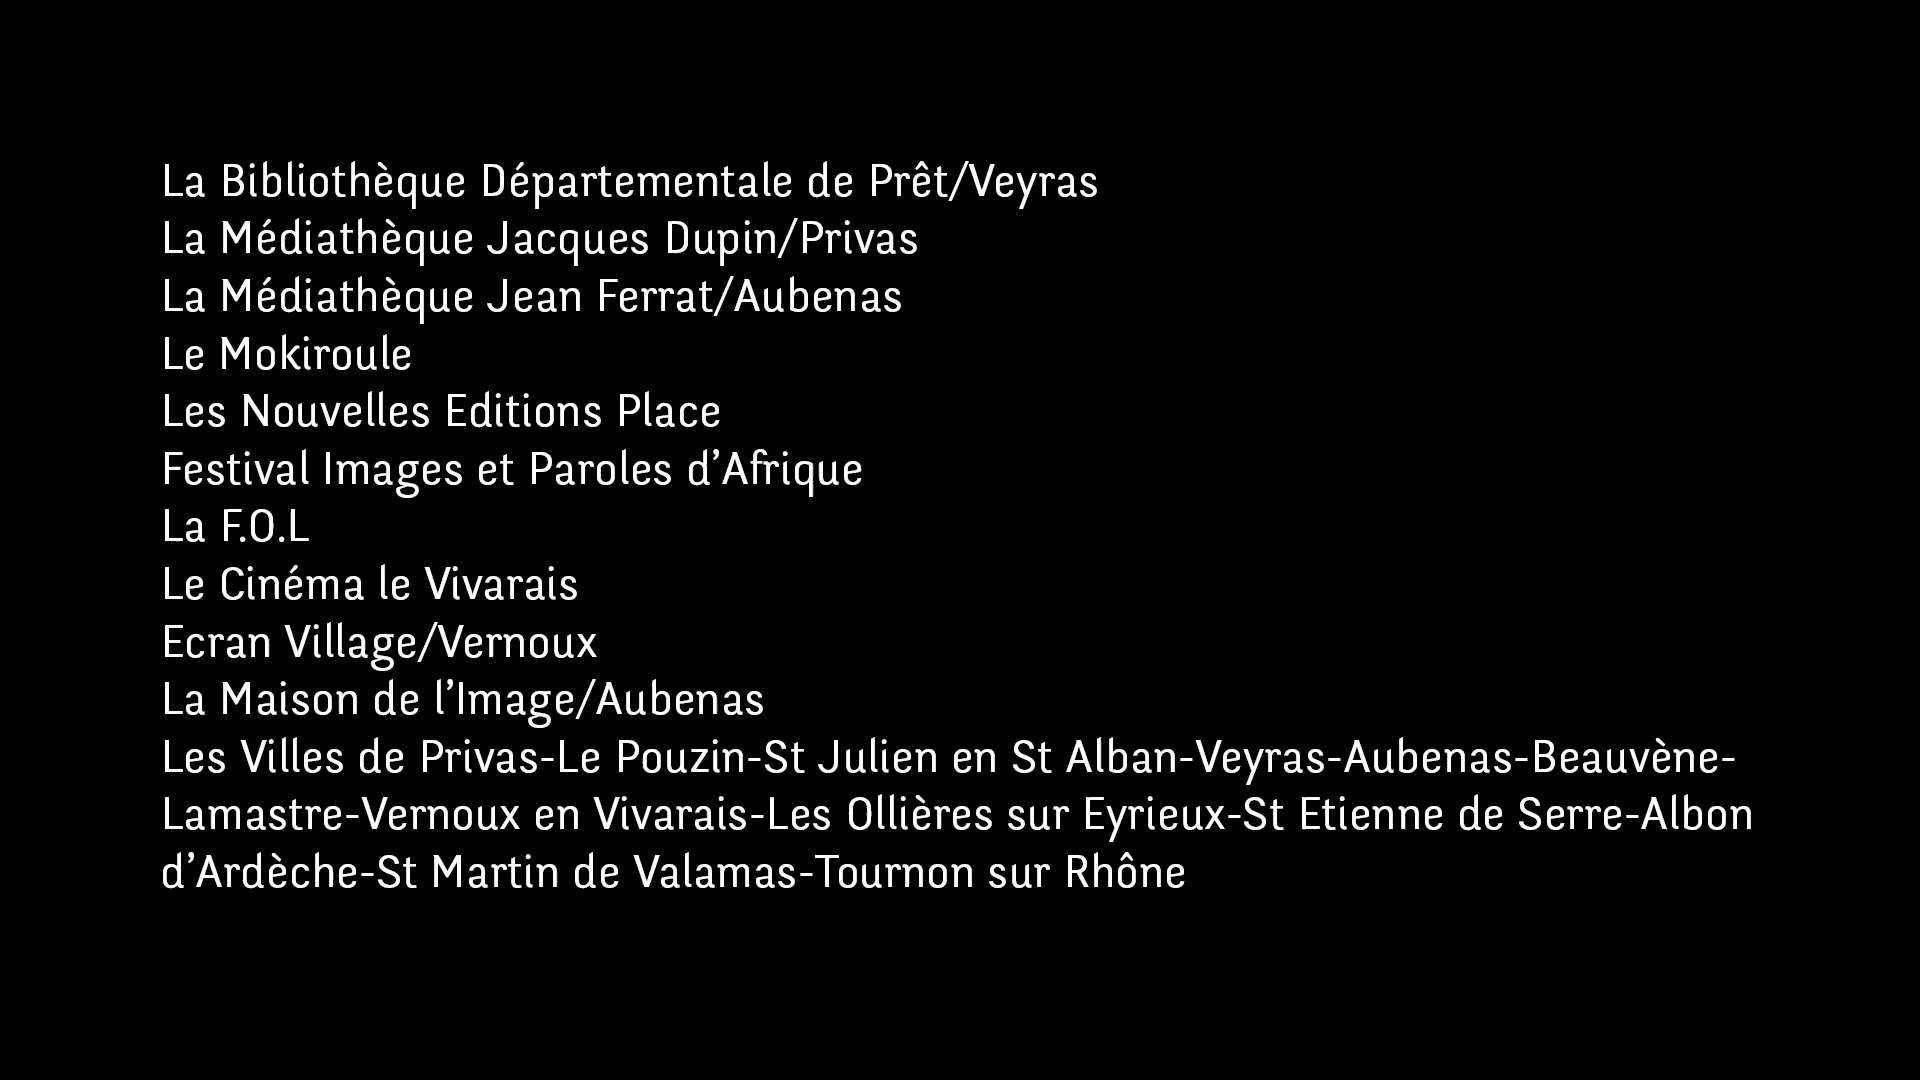 La Bibliothèque Départementale de Prêt/Veyras
La Médiathèque Jacques Dupin/Privas
La Médiathèque Jean Ferrat/Aubenas
Le Mokiroule
Les Nouvelles Editions Place
Festival Images et Paroles d’Afrique
La F.O.L
Le Cinéma le Vivarais
Ecran Village/Vernoux
La Maison de l’Image/Aubenas
Les Villes de Privas-Le Pouzin-St Julien en St Alban-Veyras-Aubenas-Beauvène-
Lamastre-Vernoux en Vivarais-Les Ollières sur Eyrieux-St Etienne de Serre-Albon
d’Ardèche-St Martin de Valamas-Tournon sur Rhône